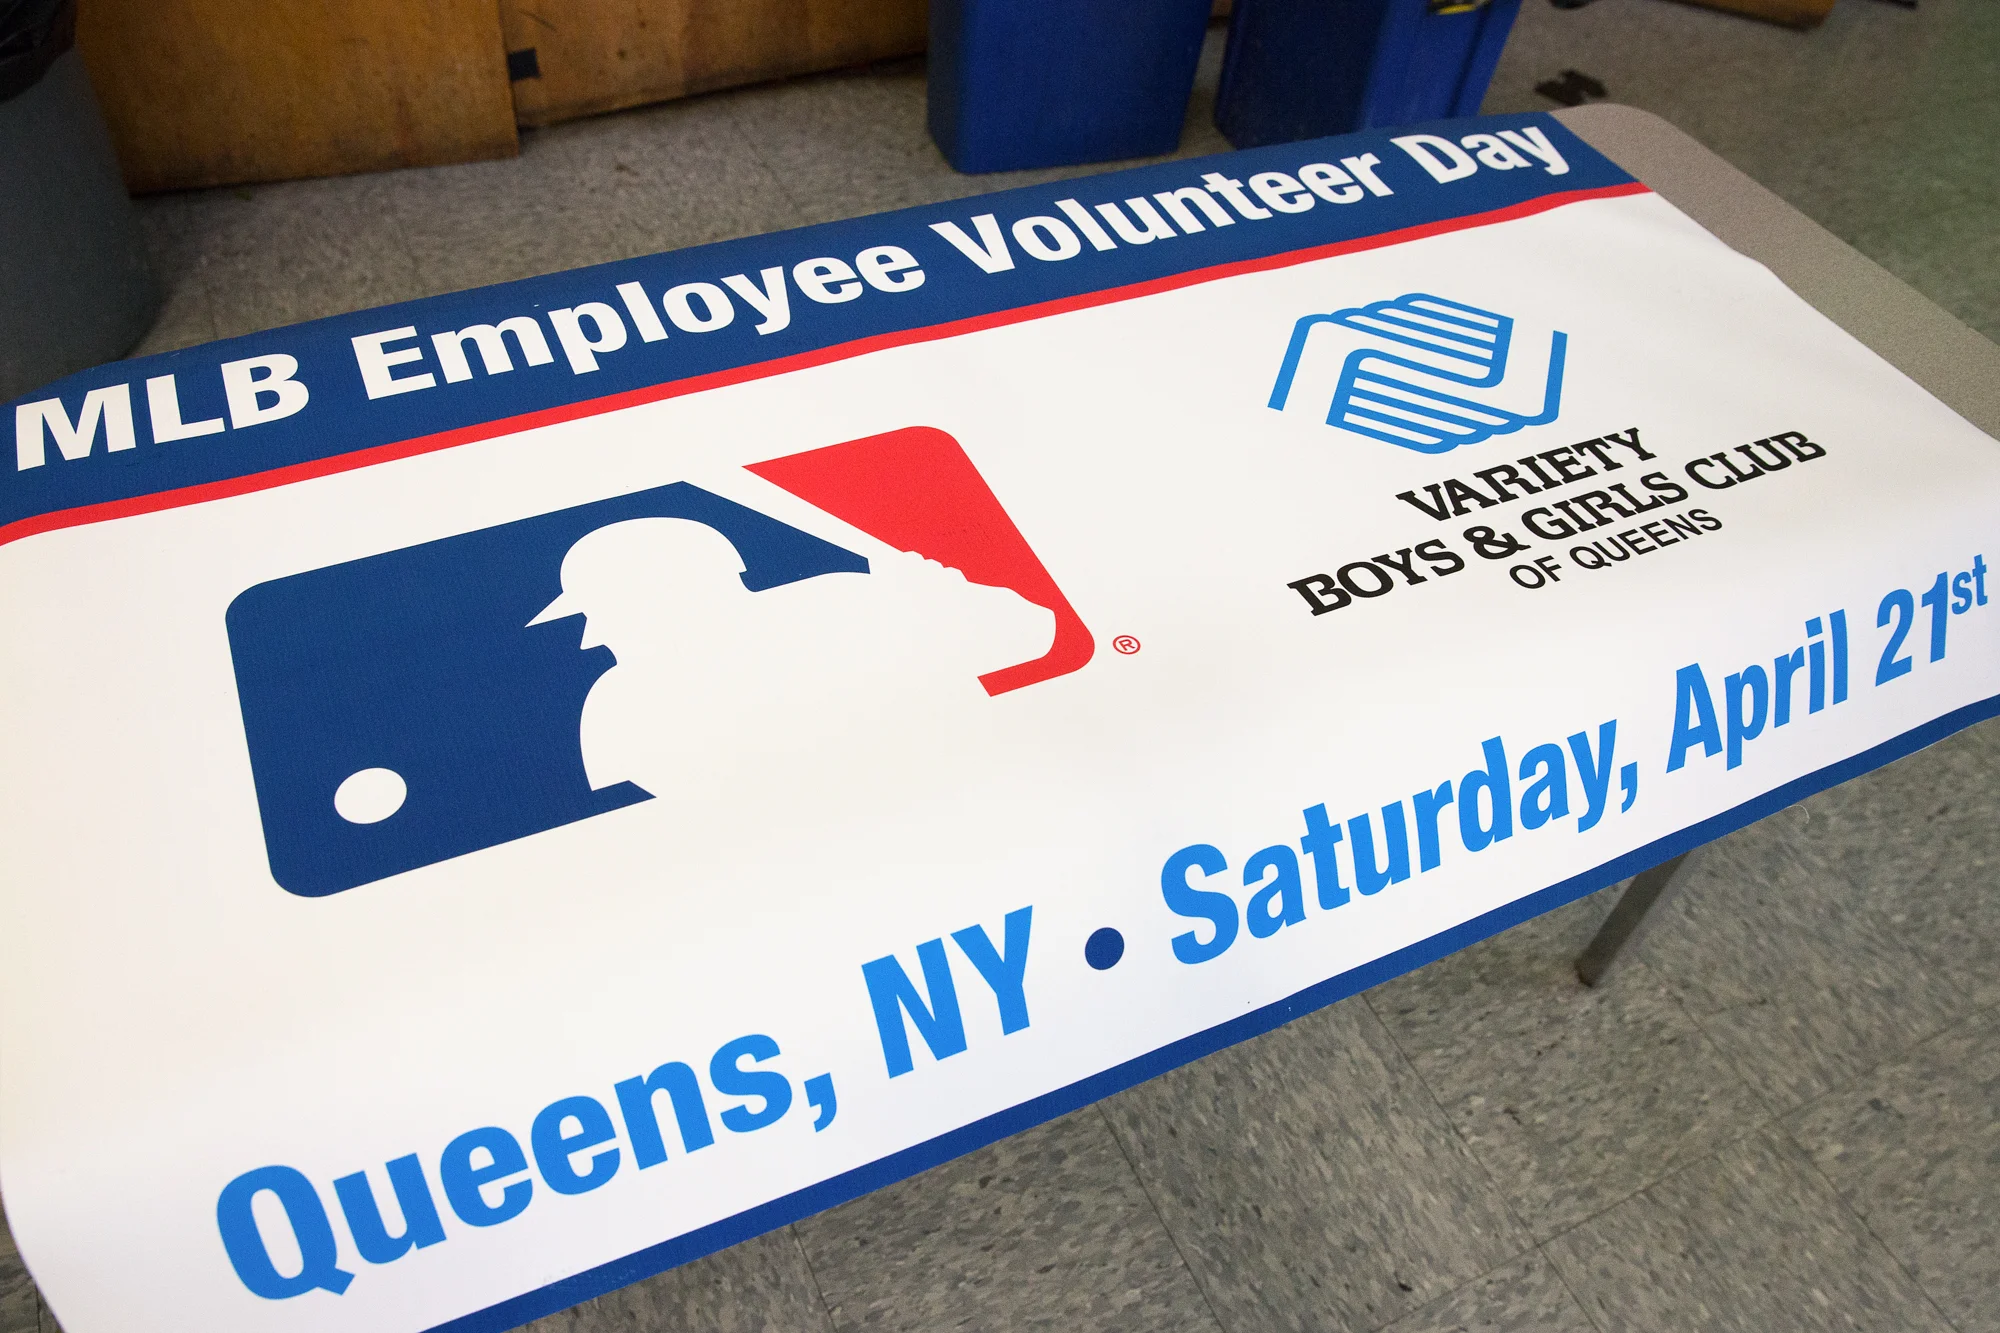 MLB Employee Volunteer Day
VARIETY
BOYS & GIRLS CLUB
OF QUEENS
®
Queens, NY • Saturday, April 21st